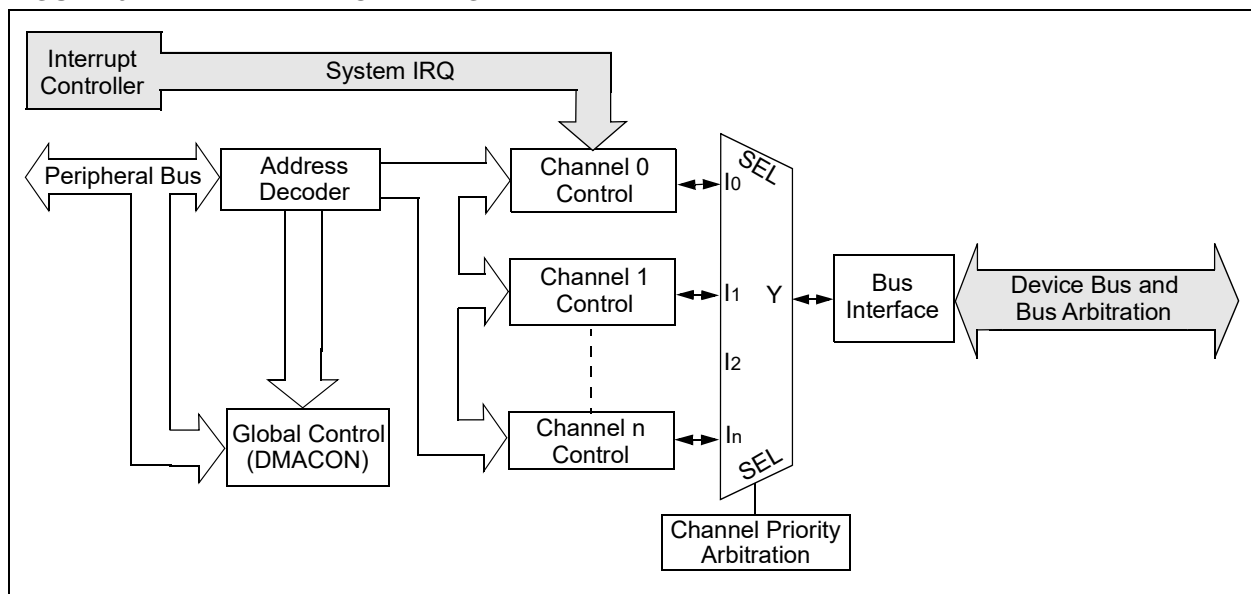 Interrupt
Controller
System IRQ
Peripheral Bus
Address
Decoder
Channel 0
Control
SEL
I0
Channel 1
Control
I1
Y
Bus
Interface
Device Bus and
Bus Arbitration
I2
Global Control
(DMACON)
Channel n
Control
In
SEL
Channel Priority
Arbitration